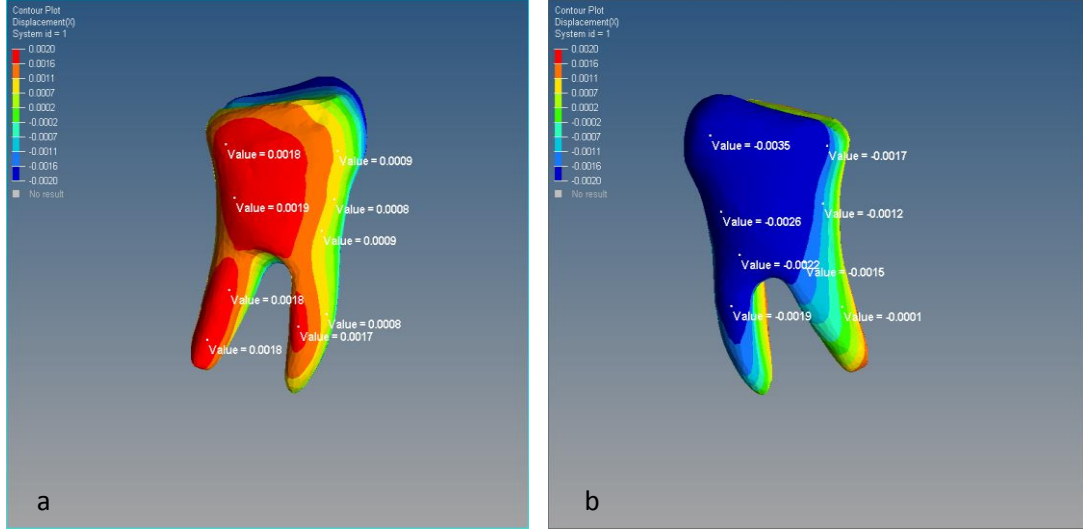 Contour Plot
Displacement(X)
System id = 1
0.0020
0.0016
0.0011
0.0007
0.0002
-0.0002
-0.0007
-0.0011
-0.0016
-0.0020
No result
Value = 0.0018
Value = 0.0009
Value = 0.0019
Value = 0.0008
Value = 0.0009
Value = 0.0018
Value = 0.0008
Value = 0.0017
Value = 0.0018
a
Contour Plot
Displacement(X)
System id = 1
0.0020
0.0016
0.0011
0.0007
0.0002
-0.0002
-0.0007
-0.0011
-0.0016
-0.0020
No result
Value = -0.0035
Value = -0.0017
Value = -0.0026
Value = -0.0012
Value = -0.0022
Value = -0.0015
Value = -0.0019
Value = -0.0001
b